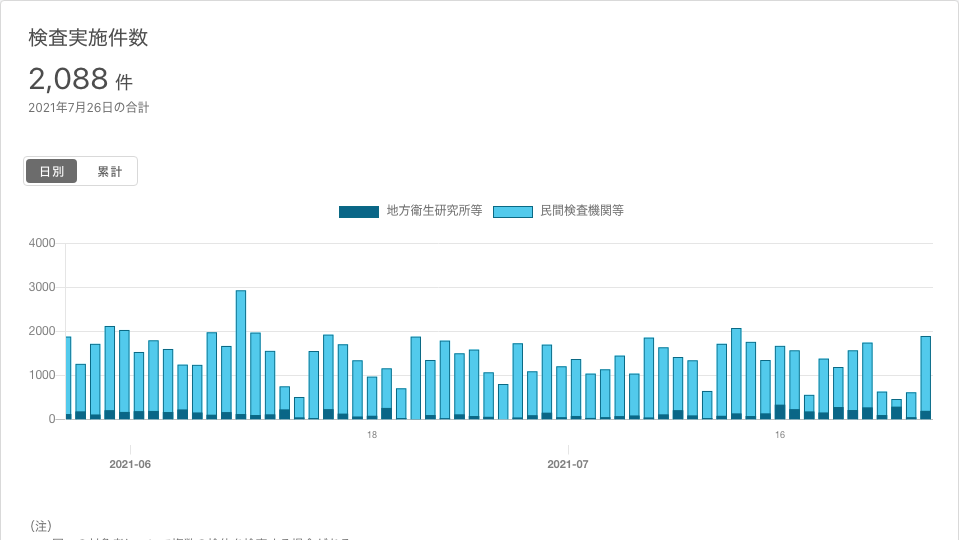 検査実施件数
2,088 件
2021年7月26日の合計
日別 累計
地方衛生研究所等 民間検査機関等
4000
3000
2000
1000
0
18 16
2021-06 2021-07
（注）